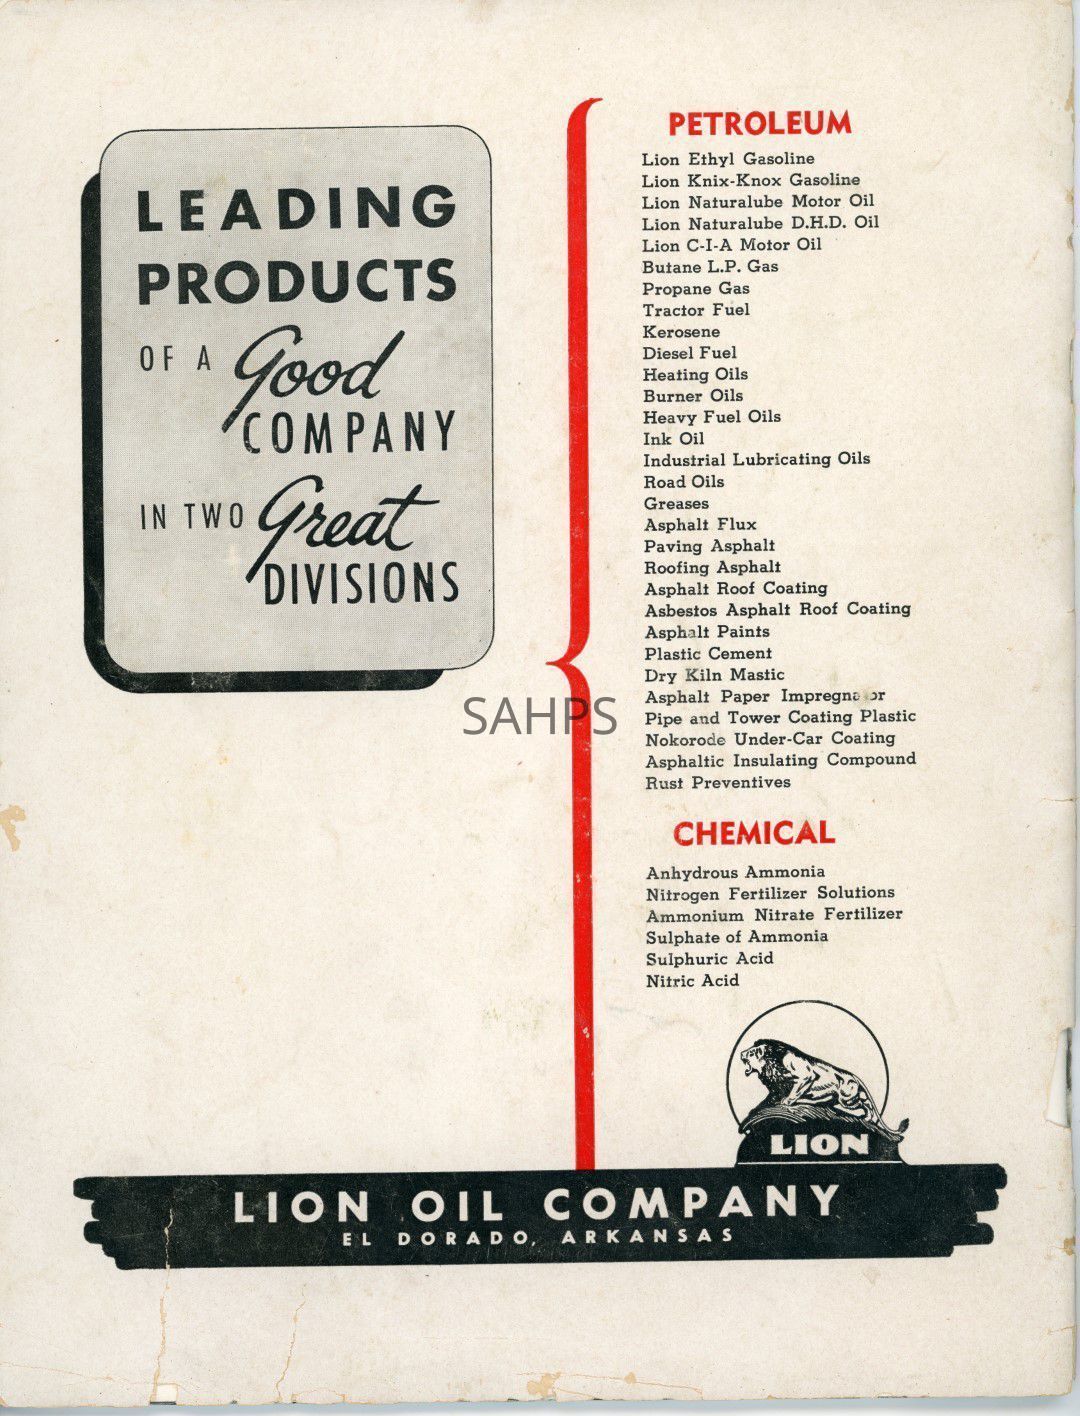 LEADING
PRODUCTS
OF A Good
COMPANY
IN TWO Great
DIVISIONS
PETROLEUM
Lion Ethyl Gasoline
Lion Knix-Knox Gasoline
Lion Naturalube Motor Oil
Lion Naturalube D.H.D. Oil
Lion C-I-A Motor Oil
Butane L.P. Gas
Propane Gas
Tractor Fuel
Kerosene
Diesel Fuel
Heating Oils
Burner Oils
Heavy Fuel Oils
Ink Oil
Industrial Lubricating Oils
Road Oils
Greases
Asphalt Flux
Paving Asphalt
Roofing Asphalt
Asphalt Roof Coating
Asbestos Asphalt Roof Coating
Asphalt Paints
Plastic Cement
Dry Kiln Mastic
Asphalt Paper
Pipe and Tower Coating Plastic
Nokorode Under-Car Coating
Asphaltic Insulating Compound
Rust Preventives
SAHPS
CHEMICAL
Anhydrous Ammonia
Nitrogen Fertilizer Solutions
Ammonium Nitrate Fertilizer
Sulphate of Ammonia
Sulphuric Acid
Nitric Acid
LION
LION OIL COMPANY
EL DORADO, ARKANSAS